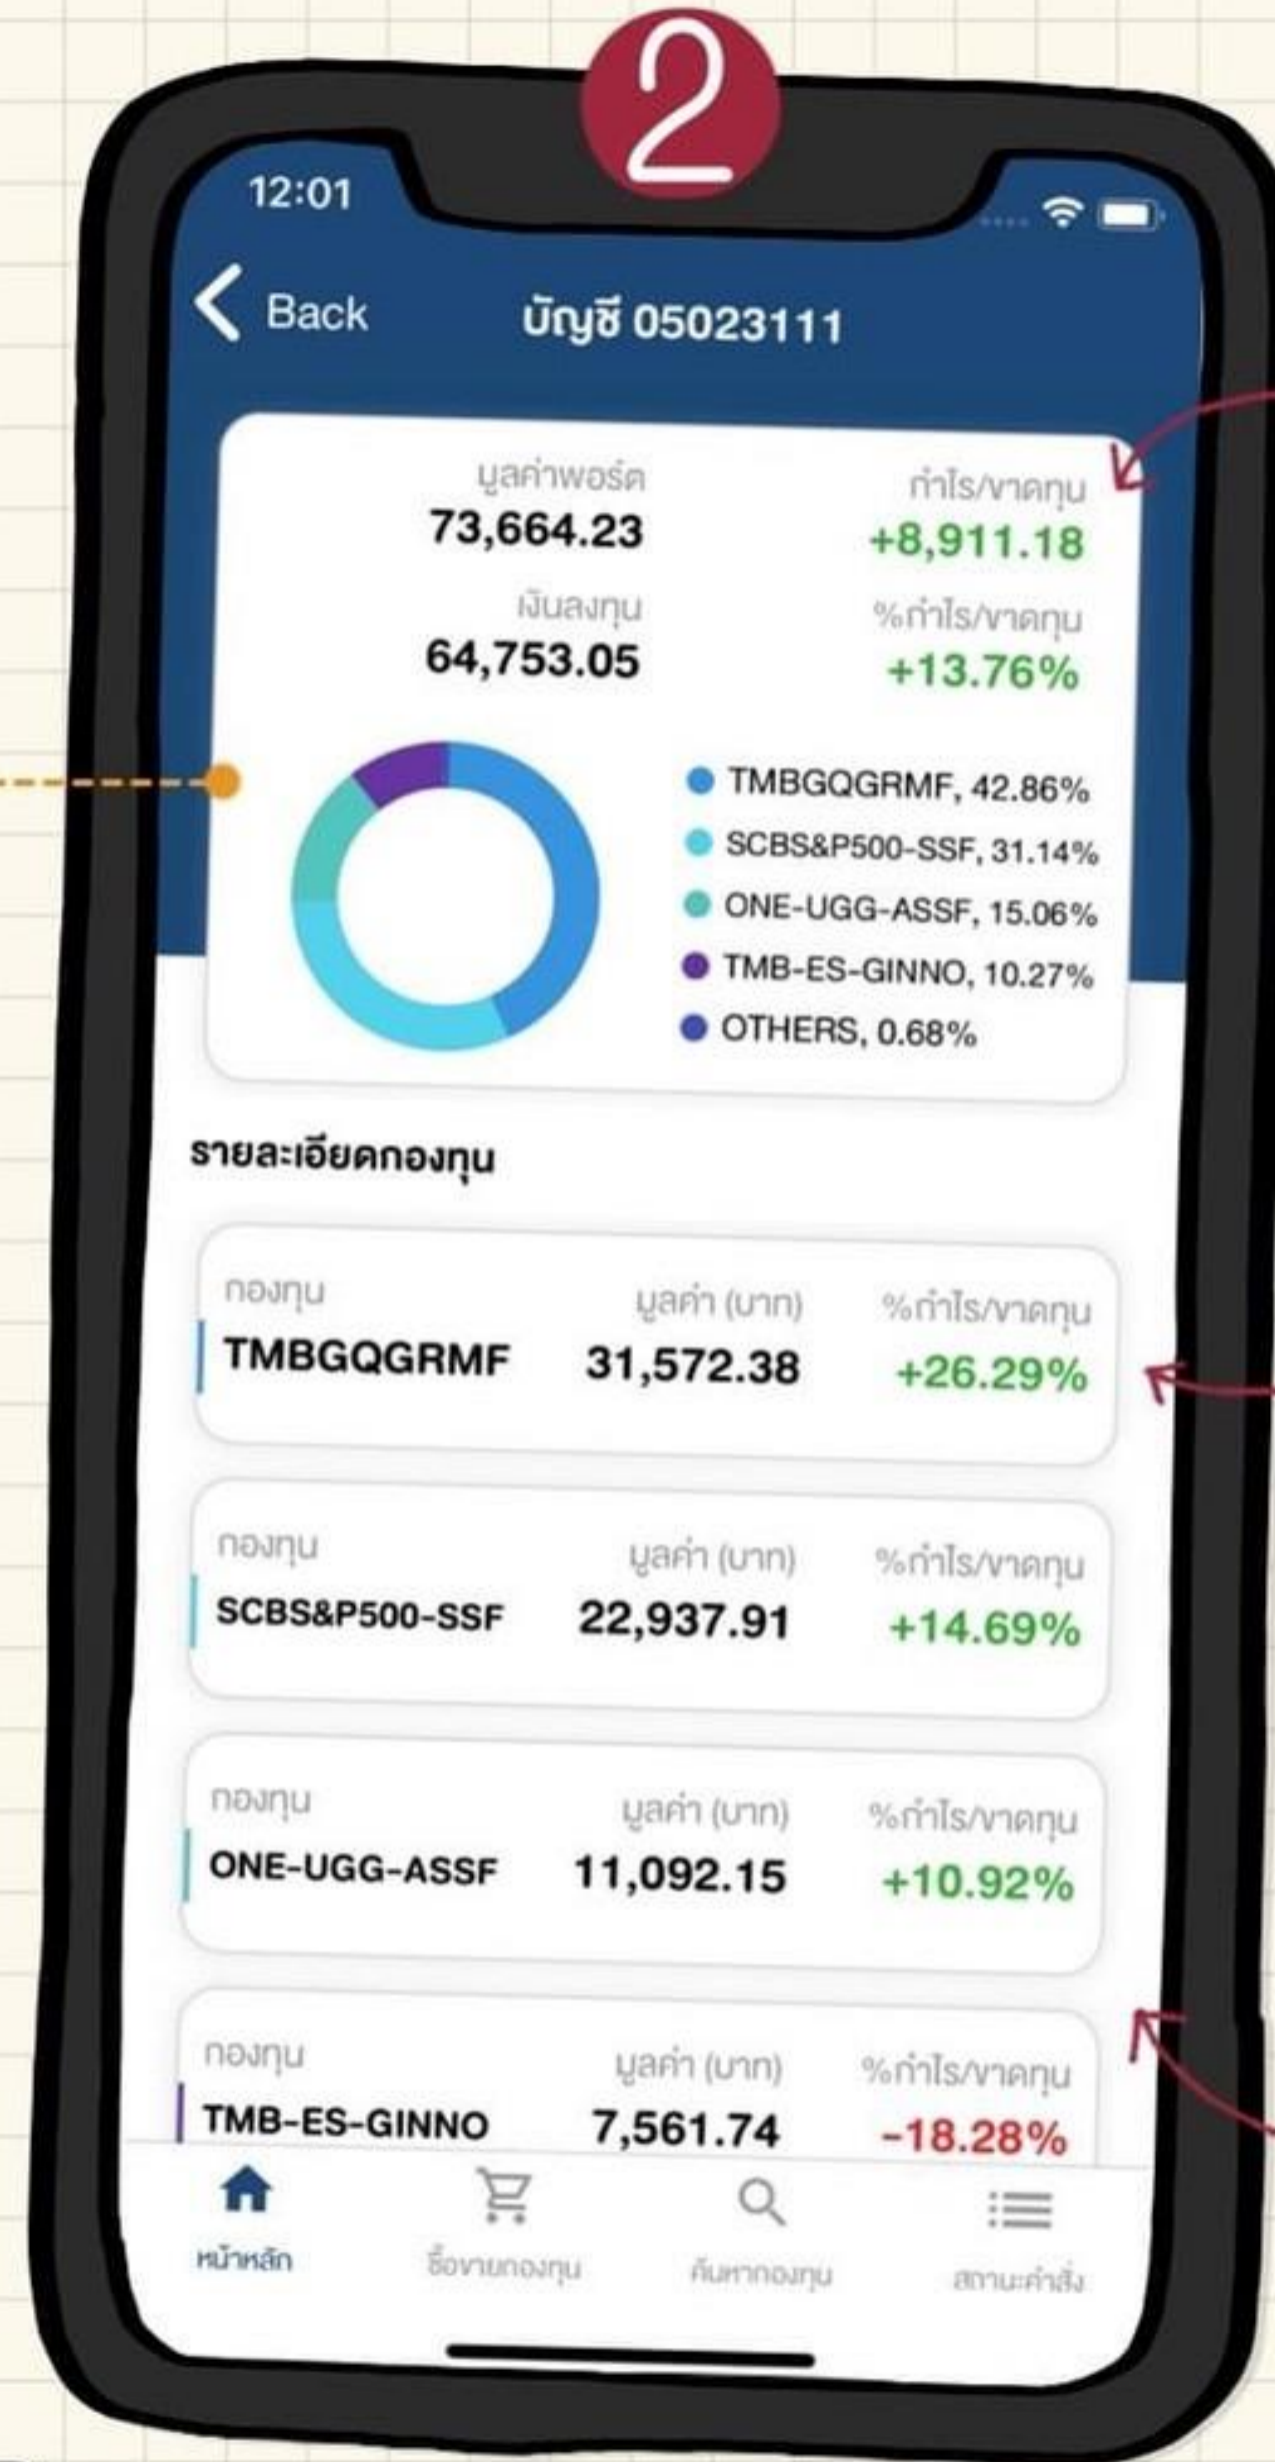 2
12:01
Back
บัญชี 05023111
มูลค่าพอร์ต กำไร/ขาดทุน
73,664.23 +8,911.18
เงินลงทุน %กำไร/ขาดทุน
64,753.05 +13.76%
TMBGQGRMF, 42.86%
SCBS&P500-SSF, 31.14%
ONE-UGG-ASSF, 15.06%
TMB-ES-GINNO, 10.27%
OTHERS, 0.68%
รายละเอียดกองทุน
กองทุน มูลค่า (บาท) %กำไร/ขาดทุน
TMBGQGRMF 31,572.38 +26.29%
กองทุน มูลค่า (บาท) %กำไร/ขาดทุน
SCBS&P500-SSF 22,937.91 +14.69%
กองทุน มูลค่า (บาท) %กำไร/ขาดทุน
ONE-UGG-ASSF 11,092.15 +10.92%
กองทุน มูลค่า (บาท) %กำไร/ขาดทุน
TMB-ES-GINNO 7,561.74 -18.28%
หน้าหลัก ซื้อขายกองทุน ค้นหากองทุน สถานะคำสั่ง